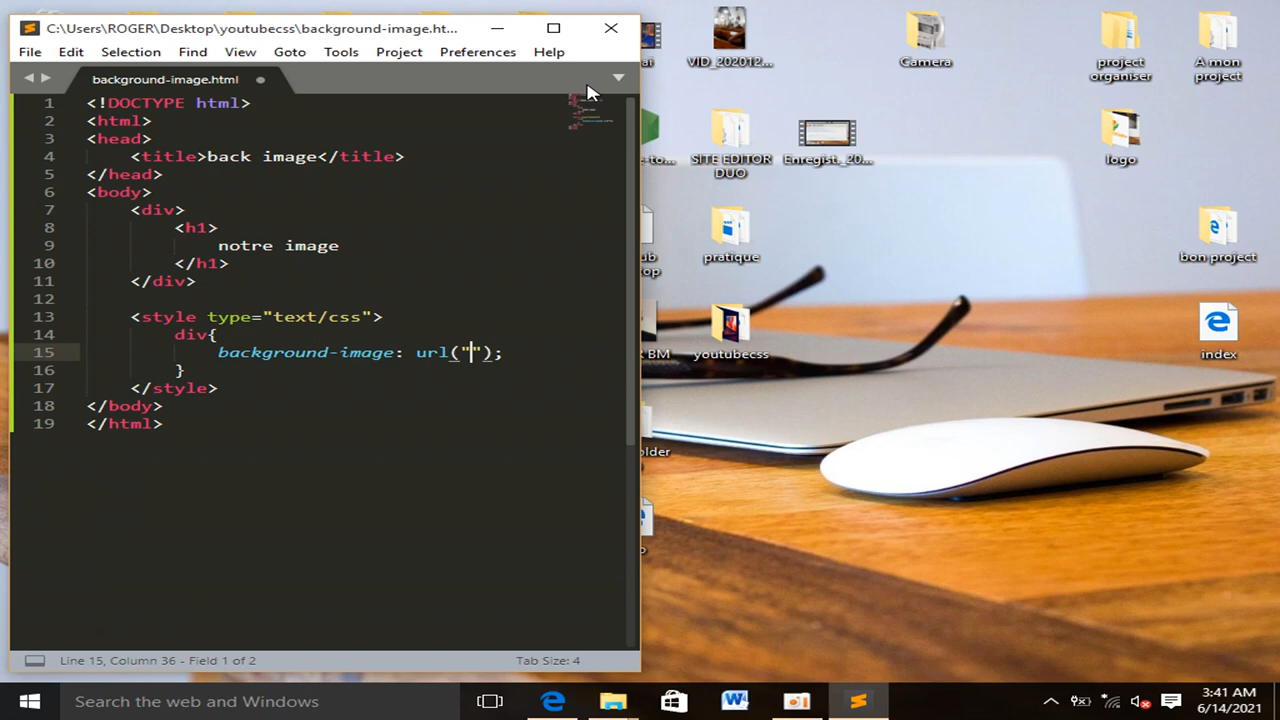 C:\Users\ROGER\Desktop\youtubecss\background-image.ht...
File Edit Selection Find View Goto Tools Project Preferences Help
background-image.html
1 <!DOCTYPE html>
2 <html>
3 <head>
4 <title>back image</title>
5 </head>
6 <body>
7 <div>
8 <h1>
9 notre image
10 </h1>
11 </div>
12
13 <style type="text/css">
14 div{
15 background-image: url("");
16 }
17 </style>
18 </body>
19 </html>
Line 15, Column 36 - Field 1 of 2 Tab Size: 4
VID_202012...
Camera
project
organiser
A mon
project
SITE EDITOR
DUO
Enregist._20...
logo
pratique
bon project
BM
youtubecss
index
Search the web and Windows
3:41 AM
6/14/2021